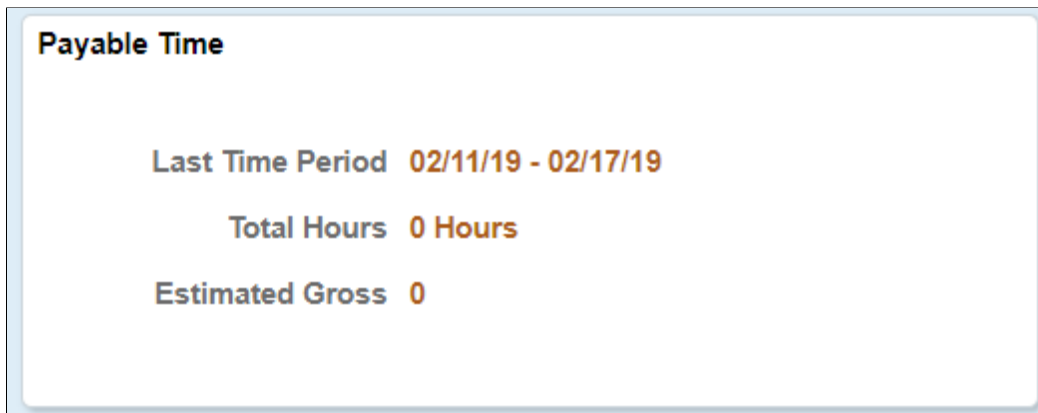 Payable Time
Last Time Period 02/11/19 - 02/17/19
Total Hours 0 Hours
Estimated Gross 0